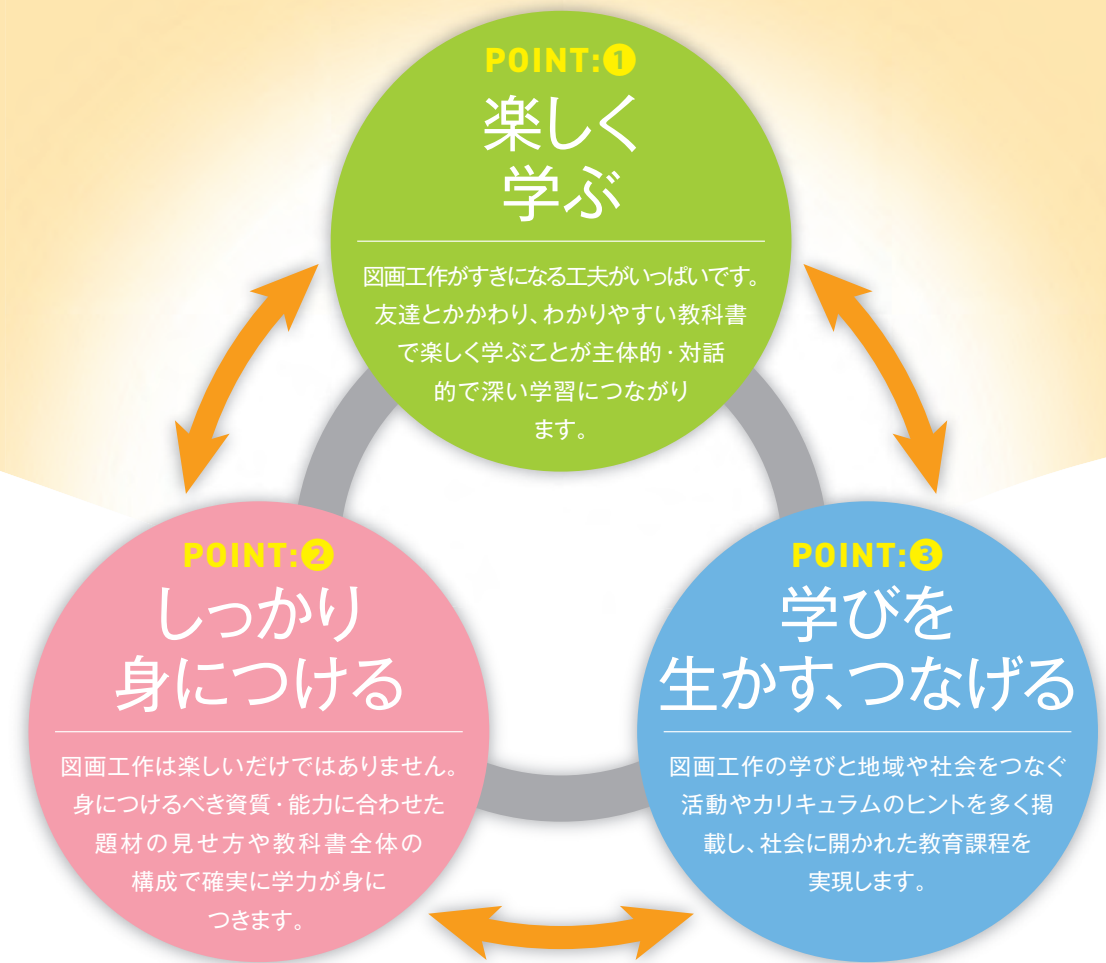 POINT:❶
楽しく
学ぶ
図画工作がすきになる工夫がいっぱいです。
友達とかかわり、わかりやすい教科書
で楽しく学ぶことが主体的・対話
的で深い学習につながり
ます。
POINT:❷
しっかり
身につける
図画工作は楽しいだけではありません。
身につけるべき資質・能力に合わせた
題材の見せ方や教科書全体の
構成で確実に学力が身に
つきます。
POINT:❸
学びを
生かす、つなげる
図画工作の学びと地域や社会をつなぐ
活動やカリキュラムのヒントを多く掲
載し、社会に開かれた教育課程を
実現します。